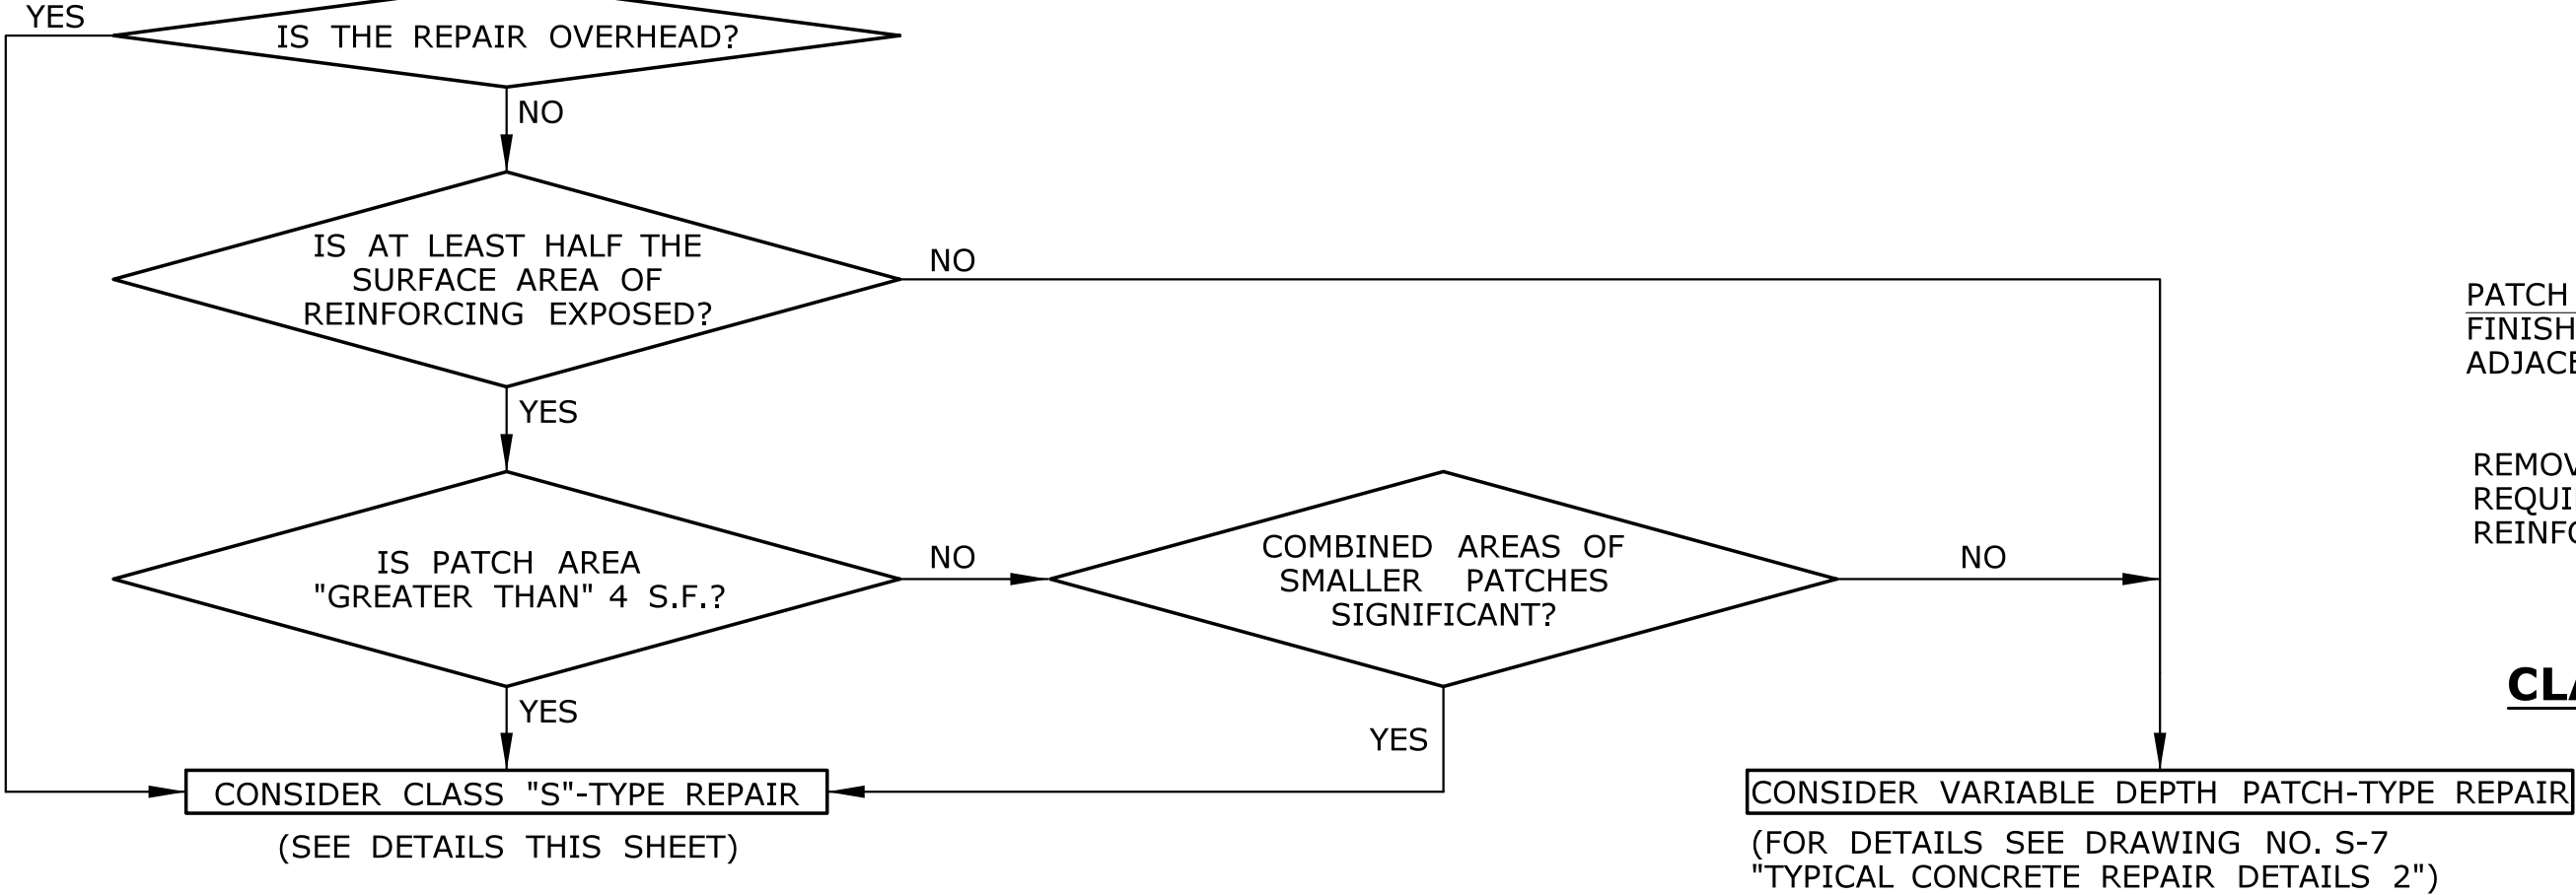 YES
IS THE REPAIR OVERHEAD?
NO
IS AT LEAST HALF THE
SURFACE AREA OF
REINFORCING EXPOSED?
NO
YES
IS PATCH AREA
"GREATER THAN" 4 S.F.?
NO
COMBINED AREAS OF
SMALLER PATCHES
SIGNIFICANT?
NO
YES
YES
CONSIDER CLASS "S"-TYPE REPAIR
(SEE DETAILS THIS SHEET)
CONSIDER VARIABLE DEPTH PATCH-TYPE REPAIR
(FOR DETAILS SEE DRAWING NO. S-7
"TYPICAL CONCRETE REPAIR DETAILS 2")
PATCH
FINISH